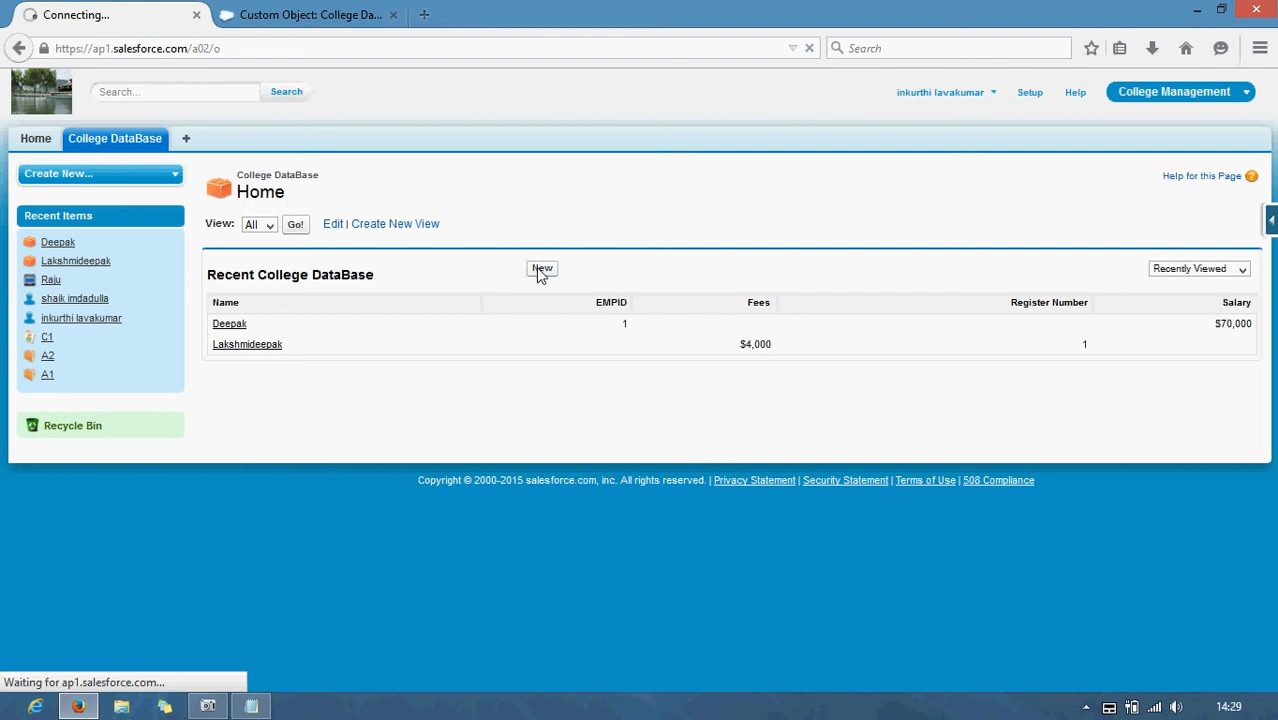 Connecting...
Custom Object: College Da...
https://ap1.salesforce.com/a02/o
Search
Search...
Search
inkurthi lavakumar
Setup
Help
College Management
Home
College DataBase
Create New...
College DataBase
Home
Help for this Page
View: All Go! Edit | Create New View
Recent Items
Deepak
Lakshmideepak
Raju
shaik imdadulla
inkurthi lavakumar
C1
A2
A1
Recycle Bin
Recent College DataBase
New
Recently Viewed
Name EMPID Fees Register Number Salary
Deepak 1 $70,000
Lakshmideepak $4,000 1
Copyright © 2000-2015 salesforce.com, inc. All rights reserved. | Privacy Statement | Security Statement | Terms of Use | 508 Compliance
Waiting for ap1.salesforce.com...
14:29